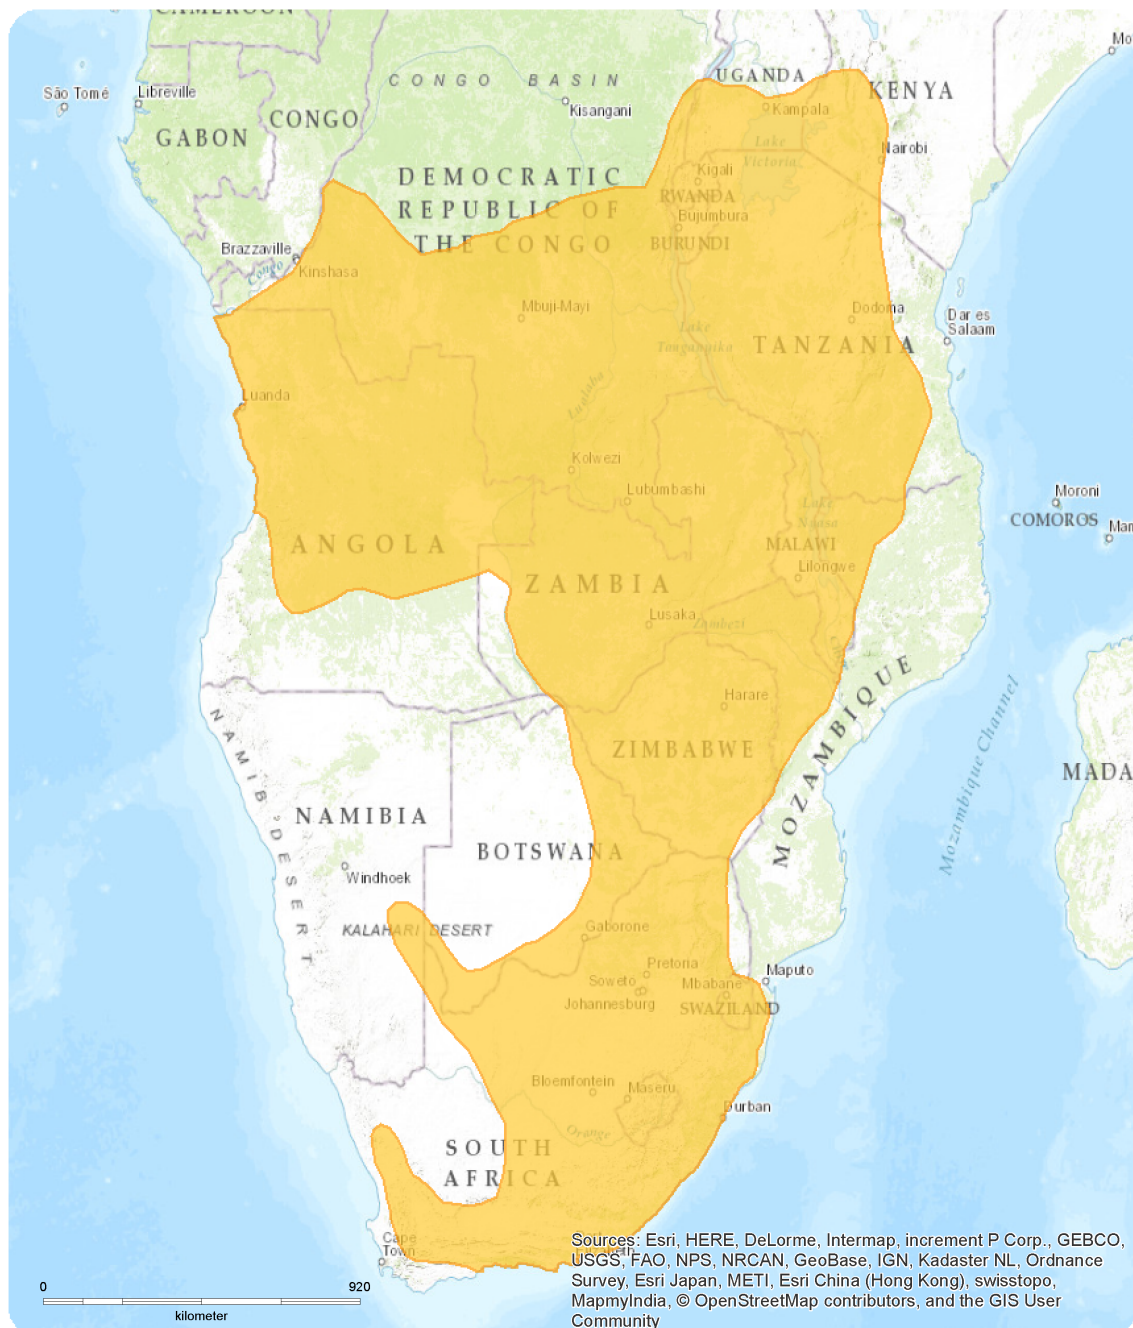 CAMEROON
UGANDA
KENYA
Mo
CONGO BASIN
São Tomé
Libreville
Kisangani
Kampala
CONGO
GABON
Lake
Victoria
Nairobi
DEMOCRATIC
REPUBLIC OF
THE CONGO
Kigali
RWANDA
Bujumbura
BURUNDI
Brazzaville
Congo
Kinshasa
Mbuji-Mayi
Dodoma
Dar es
Salaam
Lake
Tanganyika
TANZANIA
Luanda
Lualaba
Kolwezi
Lubumbashi
Moroni
COMOROS
Mam
Lake
Nyasa
ANGOLA
MALAWI
Lilongwe
ZAMBIA
Lusaka
Zambezi
Harare
ZIMBABWE
MOZAMBIQUE
Mozambique Channel
MADA
NAMIB DESERT
NAMIBIA
BOTSWANA
Windhoek
KALAHARI DESERT
Gaborone
Pretoria
Soweto
Johannesburg
Mbabane
SWAZILAND
Maputo
Bloemfontein
Maseru
Durban
Orange
SOUTH
AFRICA
Cape
Town
Sources: Esri, HERE, DeLorme, Intermap, increment P Corp., GEBCO,
USGS, FAO, NPS, NRCAN, GeoBase, IGN, Kadaster NL, Ordnance
Survey, Esri Japan, METI, Esri China (Hong Kong), swisstopo,
MapmyIndia, © OpenStreetMap contributors, and the GIS User
Community
0 920
kilometer